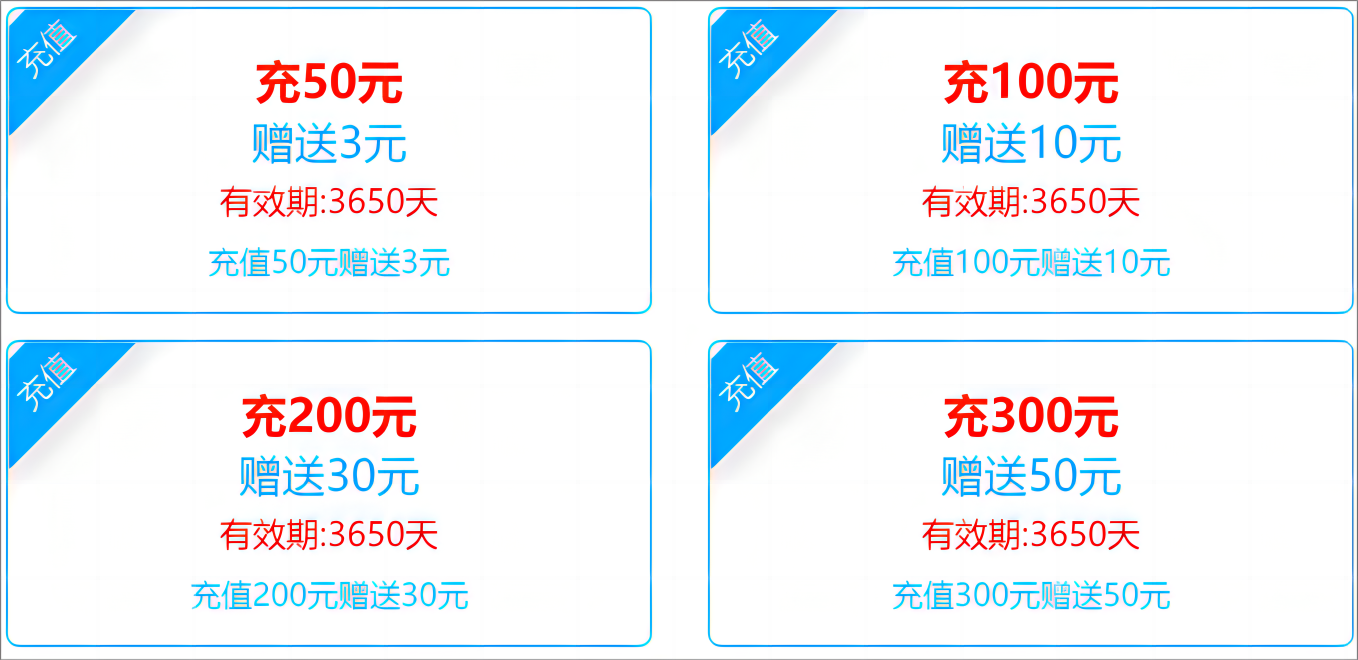 充值
充50元
赠送3元
有效期:3650天
充值50元赠送3元
充值
充100元
赠送10元
有效期:3650天
充值100元赠送10元
充值
充200元
赠送30元
有效期:3650天
充值200元赠送30元
充值
充300元
赠送50元
有效期:3650天
充值300元赠送50元